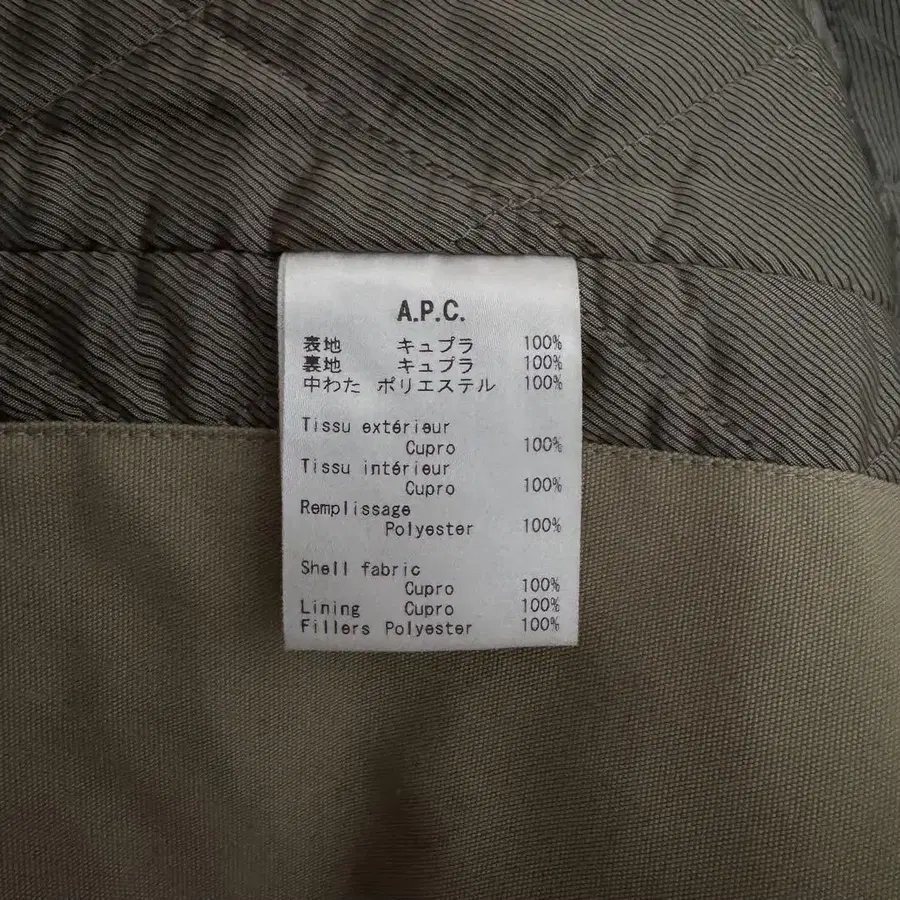 A.P.C.
表地 キュプラ 100%
裏地 キュプラ 100%
中わた ポリエステル 100%
Tissu extérieur
Cupro 100%
Tissu intérieur
Cupro 100%
Remplissage
Polyester 100%
Shell fabric
Cupro 100%
Lining Cupro 100%
Fillers Polyester 100%